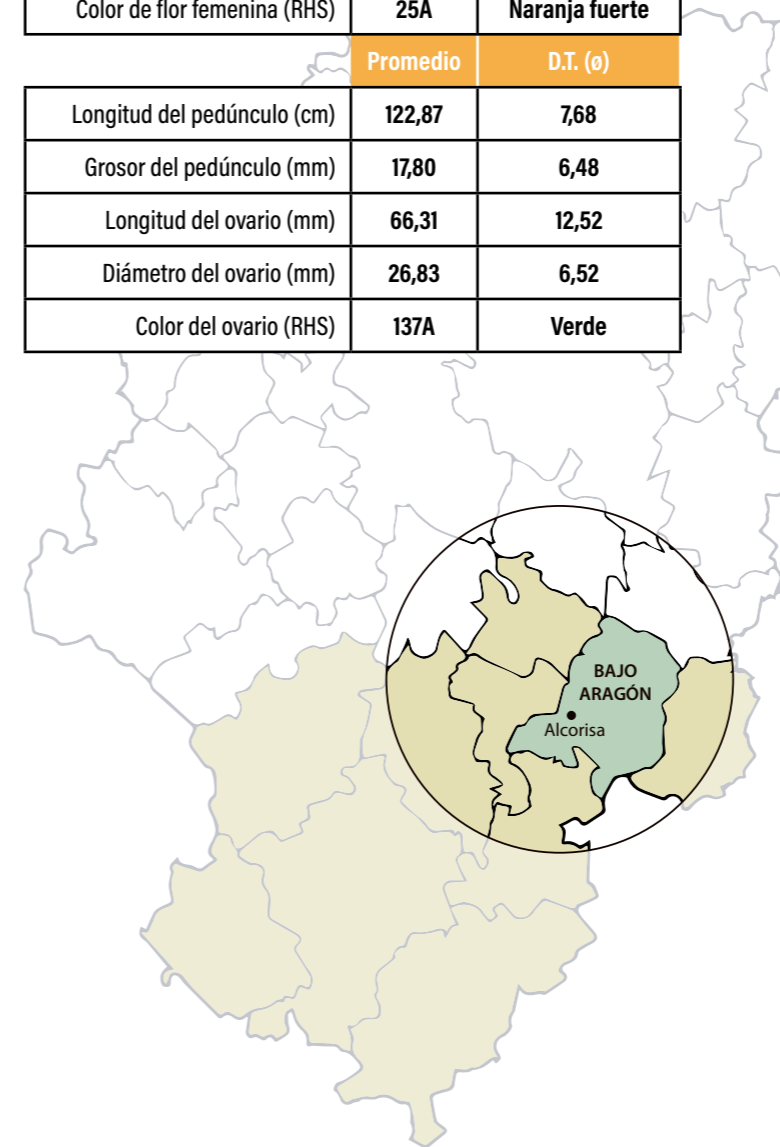 Color de flor femenina (RHS) 25A Naranja fuerte
Promedio D.T. (ø)
Longitud del pedúnculo (cm) 122,87 7,68
Grosor del pedúnculo (mm) 17,80 6,48
Longitud del ovario (mm) 66,31 12,52
Diámetro del ovario (mm) 26,83 6,52
Color del ovario (RHS) 137A Verde
BAJO
ARAGÓN
Alcorisa